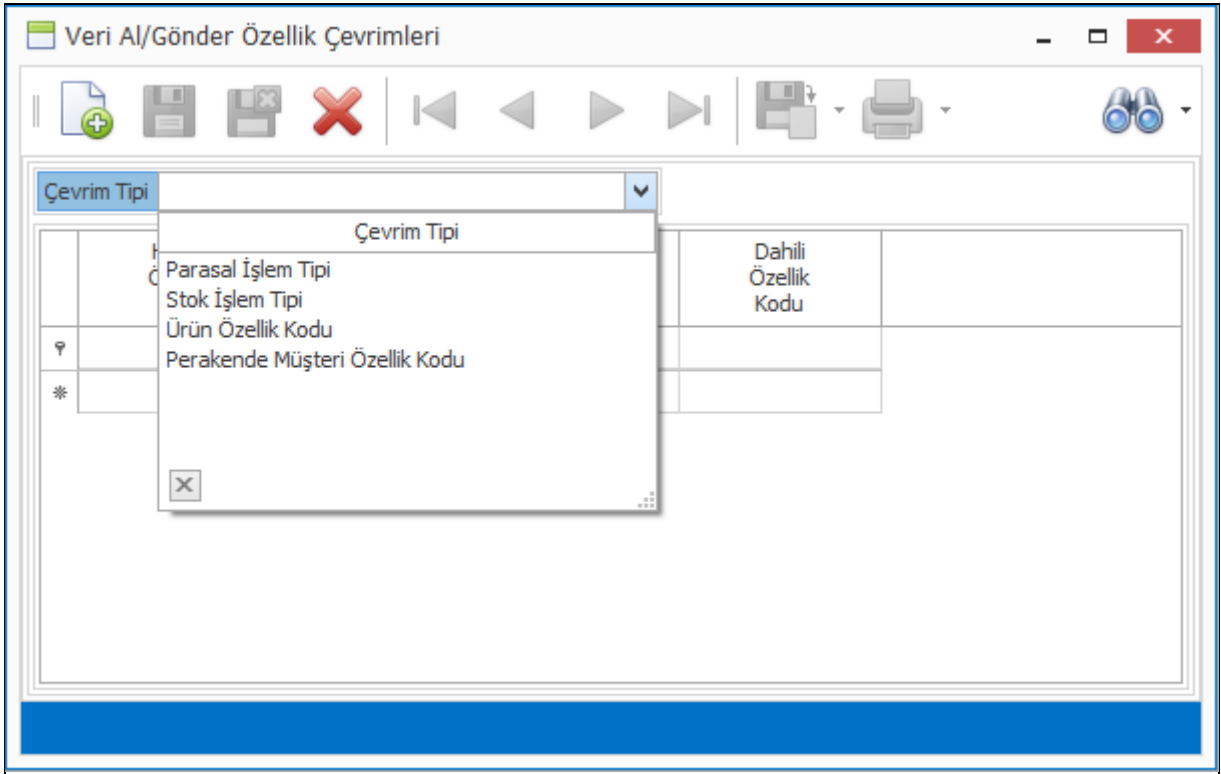 Veri Al/Gönder Özellik Çevrimleri
Çevrim Tipi
Çevrim Tipi
Parasal İşlem Tipi
Stok İşlem Tipi
Ürün Özellik Kodu
Perakende Müşteri Özellik Kodu
Dahili
Özellik
Kodu